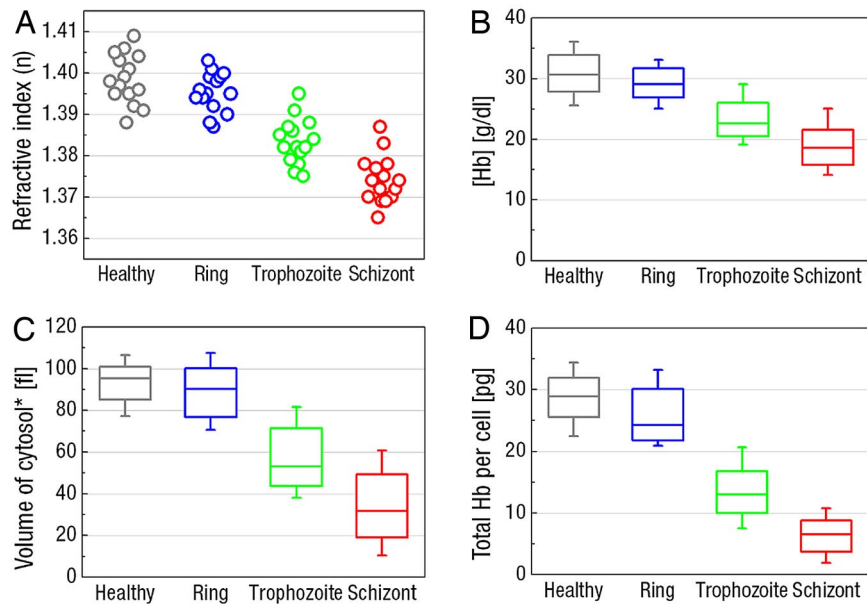 A
Refractive index (n)
1.41
1.40
1.39
1.38
1.37
1.36
Healthy Ring Trophozoite Schizont
B
[Hb] [g/dl]
40
30
20
10
0
Healthy Ring Trophozoite Schizont
C
Volume of cytosol* [fl]
120
100
80
60
40
20
0
Healthy Ring Trophozoite Schizont
D
Total Hb per cell [pg]
40
30
20
10
0
Healthy Ring Trophozoite Schizont